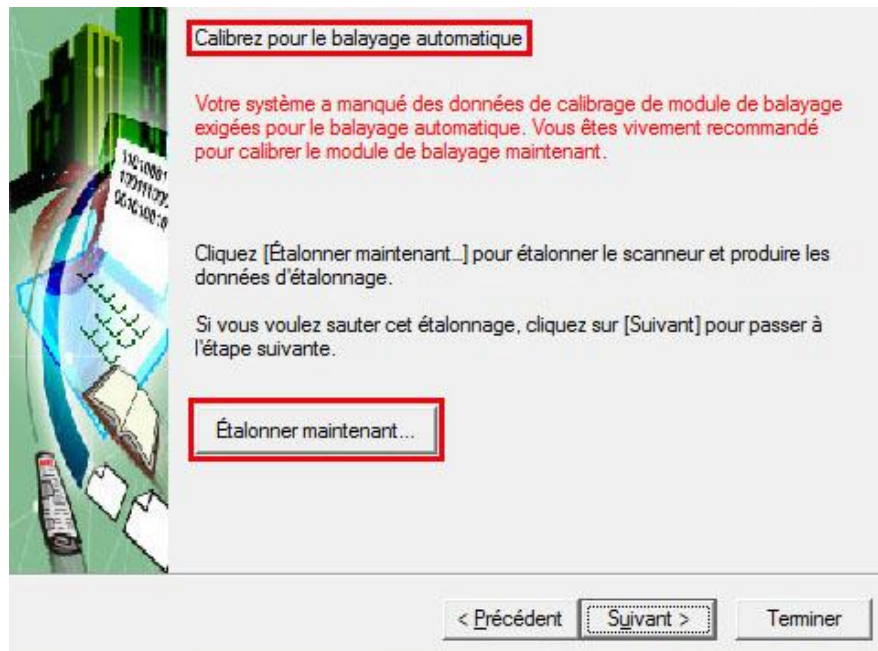 Calibrez pour le balayage automatique
Votre système a manqué des données de calibrage de module de balayage
exigées pour le balayage automatique. Vous êtes vivement recommandé
pour calibrer le module de balayage maintenant.
Cliquez [Étalonner maintenant...] pour étalonner le scanneur et produire les
données d'étalonnage.
Si vous voulez sauter cet étalonnage, cliquez sur [Suivant] pour passer à
l'étape suivante.
Étalonner maintenant...
< Précédent
Suivant >
Terminer